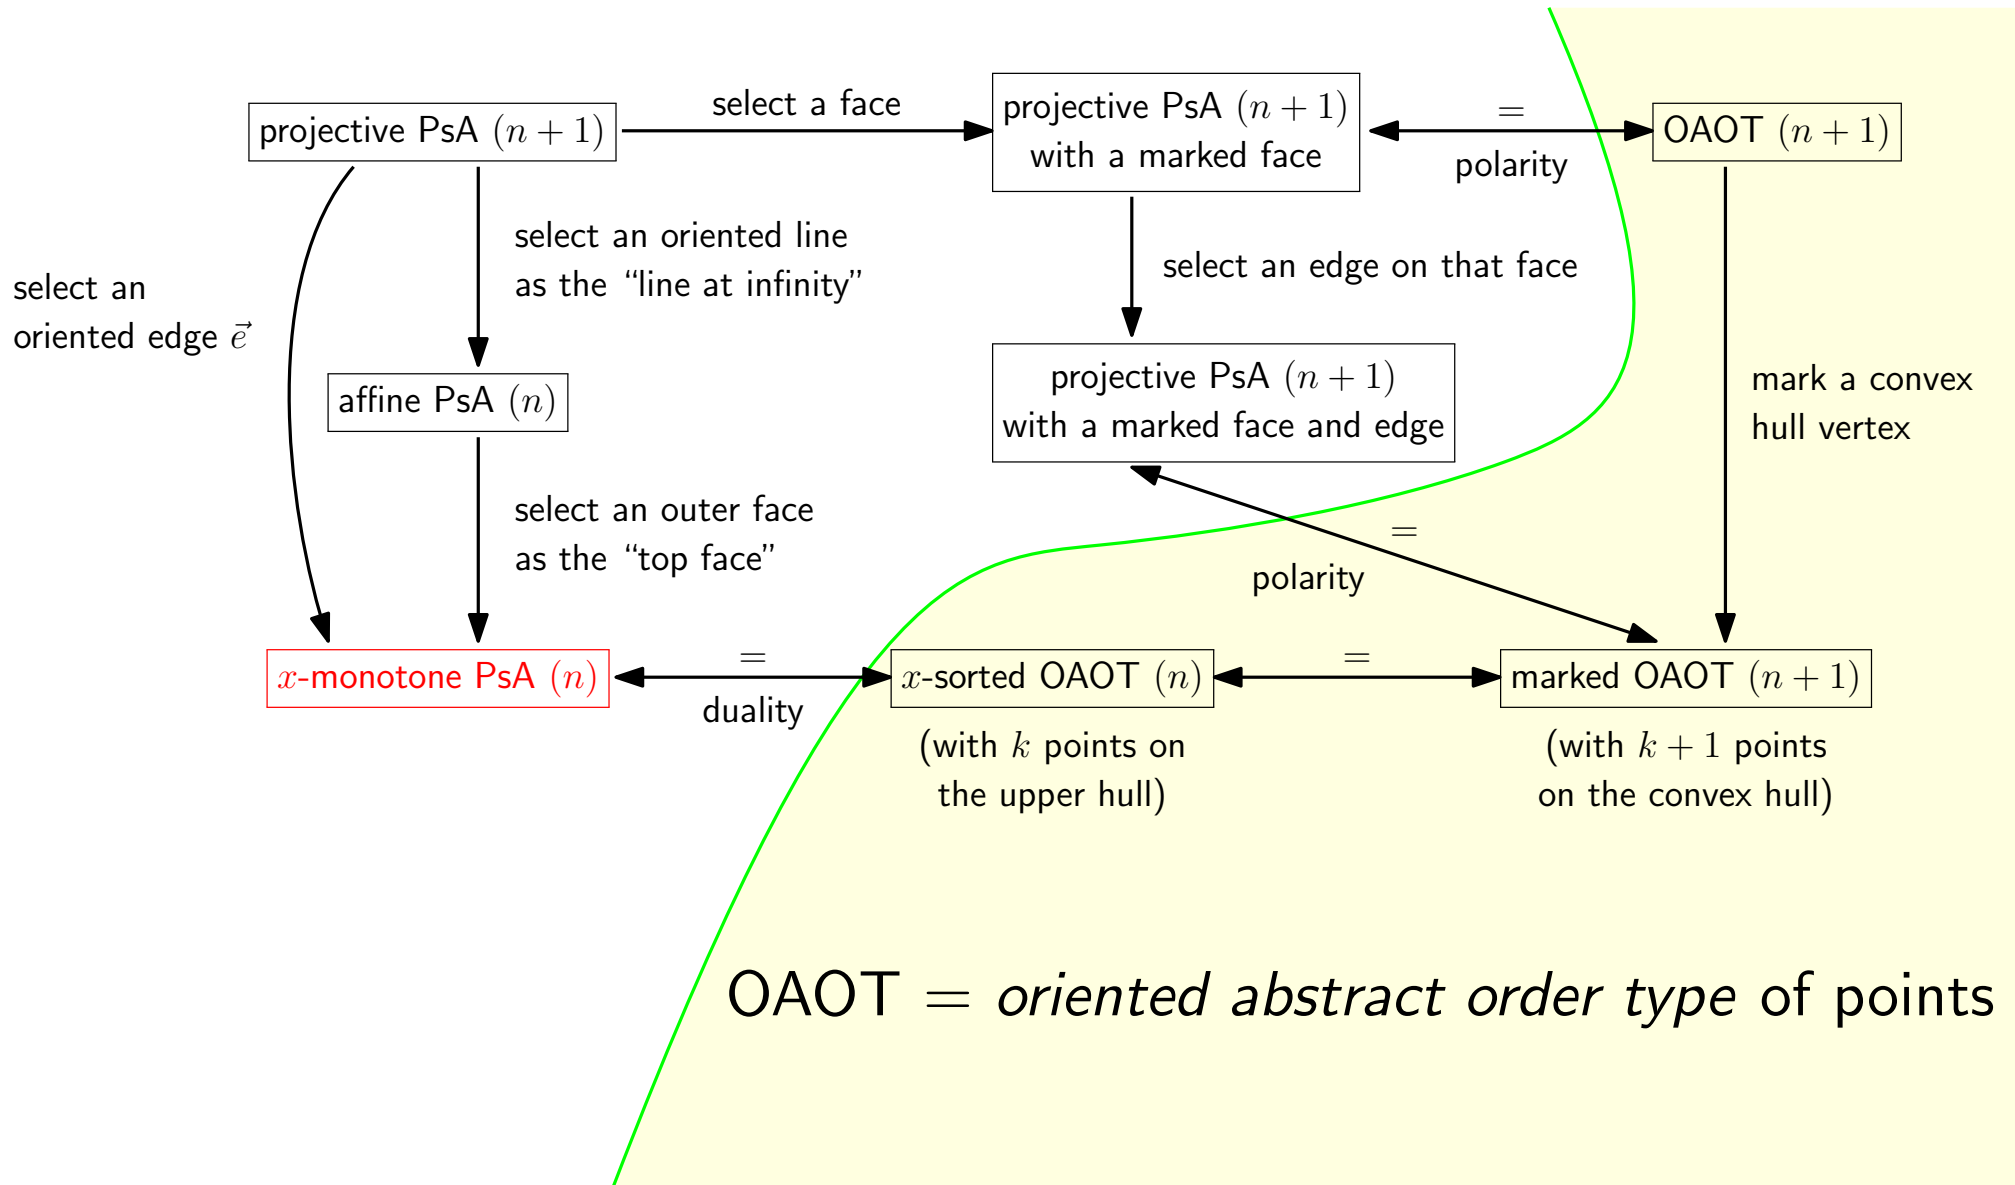 select a face
projective PsA (n + 1)
projective PsA (n + 1)
with a marked face
=
polarity
OAOT (n + 1)
select an oriented line
as the “line at infinity”
select an edge on that face
select an
oriented edge e⃗
affine PsA (n)
projective PsA (n + 1)
with a marked face and edge
mark a convex
hull vertex
select an outer face
as the “top face”
=
polarity
x-monotone PsA (n)
=
duality
x-sorted OAOT (n)
=
marked OAOT (n + 1)
(with k points on
the upper hull)
(with k + 1 points
on the convex hull)
OAOT = oriented abstract order type of points